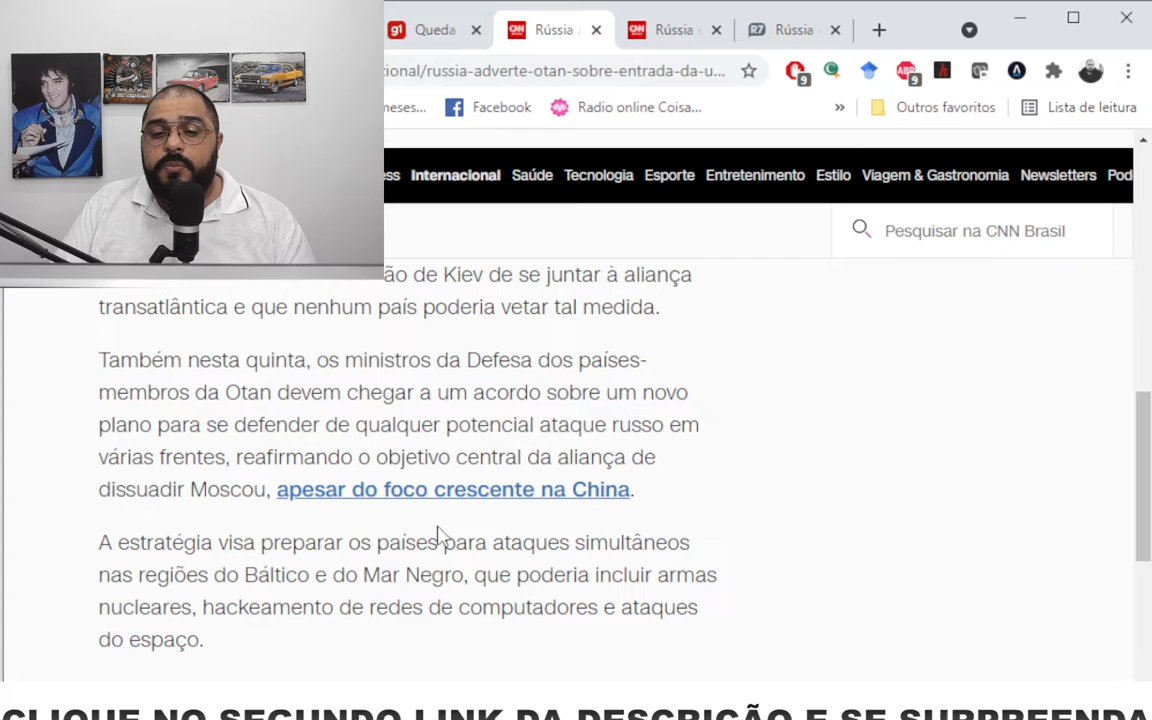 Queda
Rússia
Rússia
Rússia
ional/russia-adverte-otan-sobre-entrada-da-u...
9
ABP
9
meses...
Facebook
Radio online Coisa...
»
Outros favoritos
Lista de leitura
ess Internacional Saúde Tecnologia Esporte Entretenimento Estilo Viagem & Gastronomia Newsletters Pod
Pesquisar na CNN Brasil
ão de Kiev de se juntar à aliança
transatlântica e que nenhum país poderia vetar tal medida.
Também nesta quinta, os ministros da Defesa dos países-
membros da Otan devem chegar a um acordo sobre um novo
plano para se defender de qualquer potencial ataque russo em
várias frentes, reafirmando o objetivo central da aliança de
dissuadir Moscou, apesar do foco crescente na China.
A estratégia visa preparar os países para ataques simultâneos
nas regiões do Báltico e do Mar Negro, que poderia incluir armas
nucleares, hackeamento de redes de computadores e ataques
do espaço.
CLIQUE NO SEGUNDO LINK DA DESCRIÇÃO E SE SURPREENDA